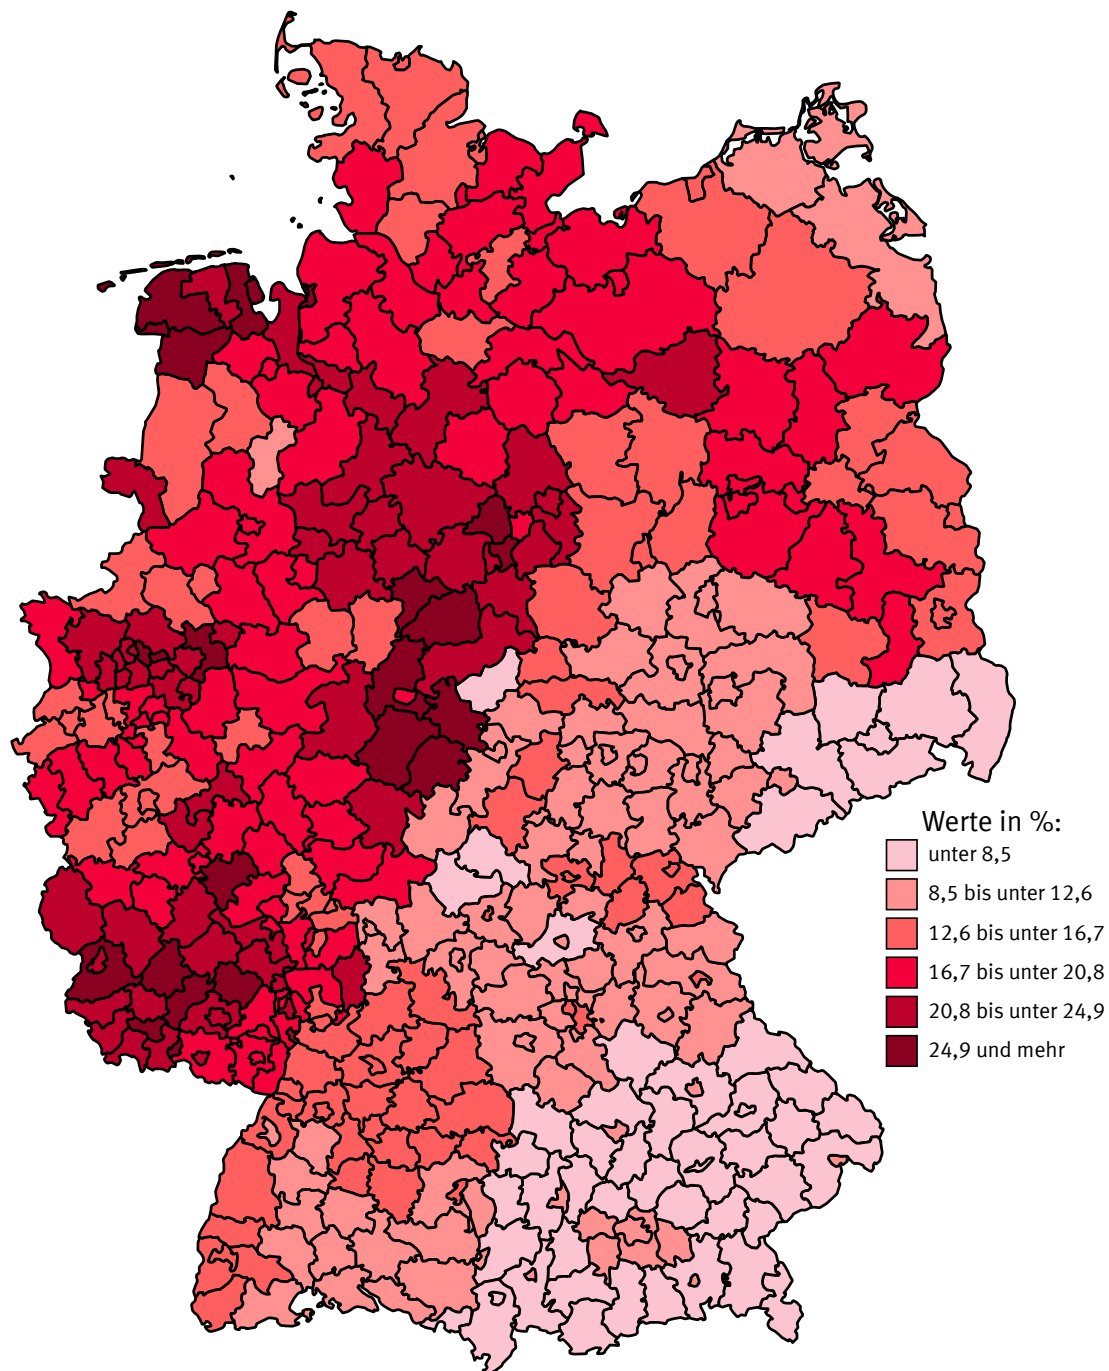 Werte in %:
unter 8,5
8,5 bis unter 12,6
12,6 bis unter 16,7
16,7 bis unter 20,8
20,8 bis unter 24,9
24,9 und mehr